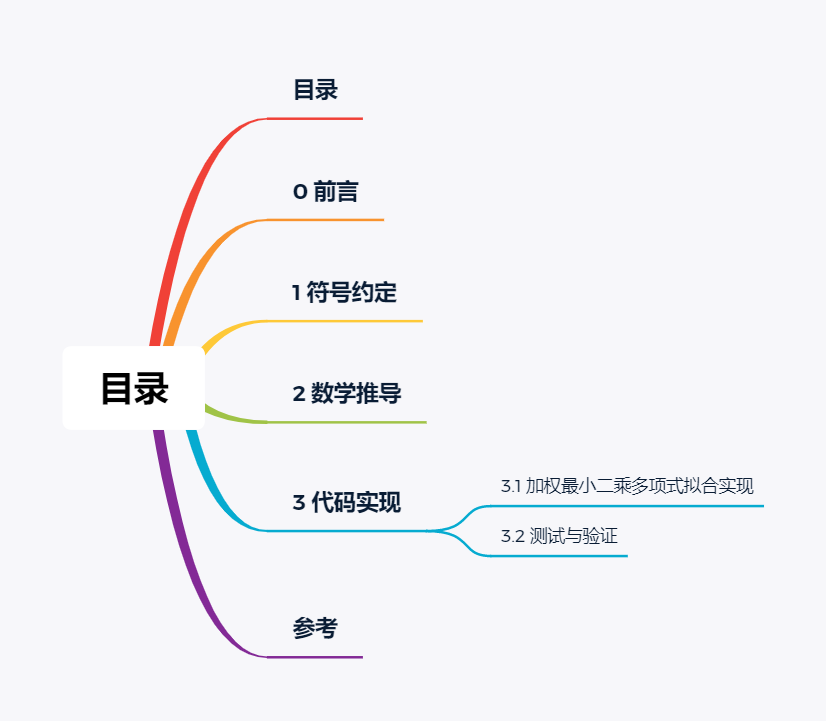 目录
0 前言
1 符号约定
目录
2 数学推导
3 代码实现
3.1 加权最小二乘多项式拟合实现
3.2 测试与验证
参考